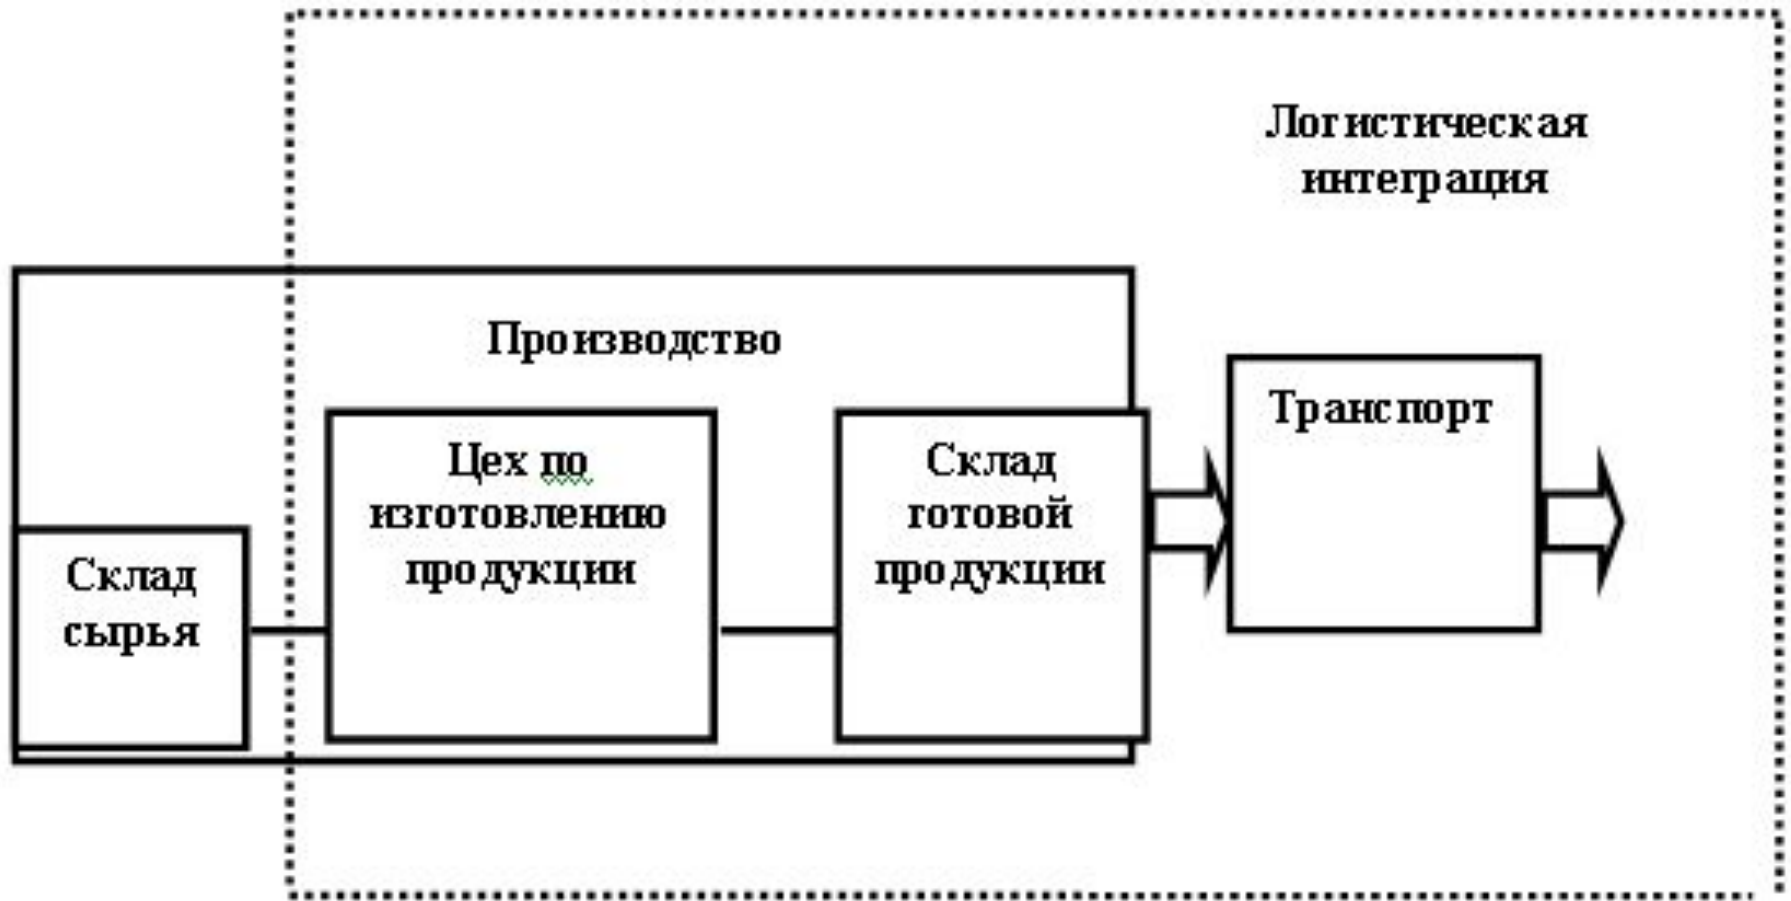 Логистическая
интеграция
Производство
Цех по
изготовлению
продукции
Склад
готовой
продукции
Транспорт
Склад
сырья